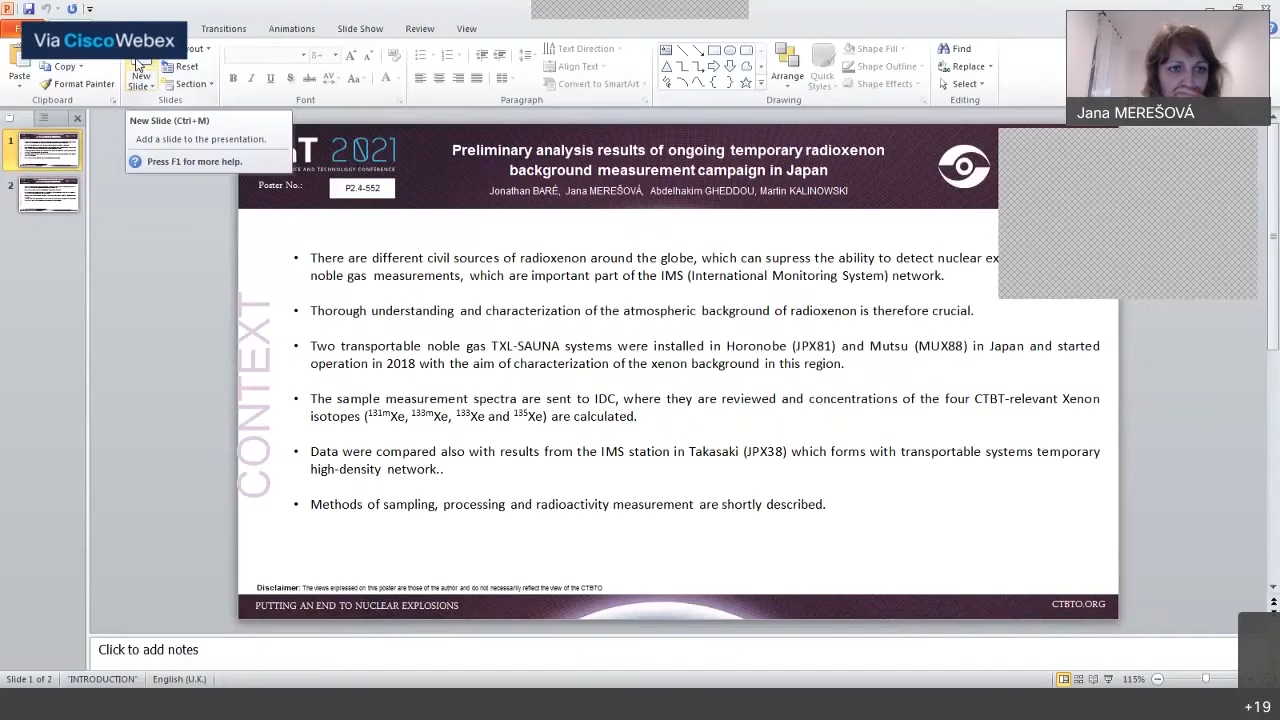 Via CiscoWebex
Transitions
Animations
Slide Show
Review
View
Paste
Copy
Format Painter
Clipboard
New
Slide
Reset
Section
Slides
8
Font
Text Direction
Align Text
Convert to SmartArt
Paragraph
Arrange
Quick
Styles
Shape Fill
Shape Outline
Shape Effects
Drawing
Find
Replace
Select
Editing
Jana MEREŠOVÁ
New Slide (Ctrl+M)
Add a slide to the presentation.
Press F1 for more help.
1
2
2021
SCIENCE AND TECHNOLOGY CONFERENCE
Poster No.:
P2.4-552
Preliminary analysis results of ongoing temporary radioxenon
background measurement campaign in Japan
Jonathan BARÉ, Jana MEREŠOVÁ, Abdelhakim GHEDDOU, Martin KALINOWSKI
CONTEXT
• There are different civil sources of radioxenon around the globe, which can supress the ability to detect nuclear ex
noble gas measurements, which are important part of the IMS (International Monitoring System) network.
• Thorough understanding and characterization of the atmospheric background of radioxenon is therefore crucial.
• Two transportable noble gas TXL-SAUNA systems were installed in Horonobe (JPX81) and Mutsu (MUX88) in Japan and started
operation in 2018 with the aim of characterization of the xenon background in this region.
• The sample measurement spectra are sent to IDC, where they are reviewed and concentrations of the four CTBT-relevant Xenon
isotopes (131mXe, 133mXe, 133Xe and 135Xe) are calculated.
• Data were compared also with results from the IMS station in Takasaki (JPX38) which forms with transportable systems temporary
high-density network..
• Methods of sampling, processing and radioactivity measurement are shortly described.
Disclaimer: The views expressed on this poster are those of the author and do not necessarily reflect the view of the CTBTO
PUTTING AN END TO NUCLEAR EXPLOSIONS
CTBTO.ORG
Click to add notes
Slide 1 of 2
"INTRODUCTION"
English (U.K.)
115%
+19